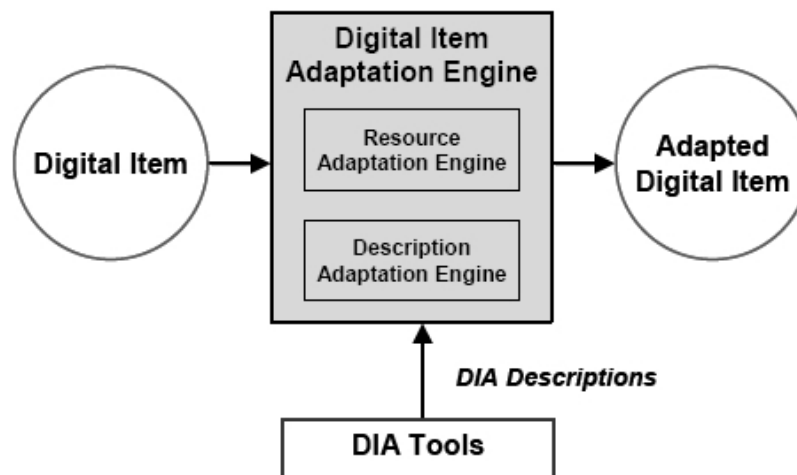 Digital Item
Adaptation Engine
Resource
Adaptation Engine
Digital Item
Adapted
Digital Item
Description
Adaptation Engine
DIA Descriptions
DIA Tools